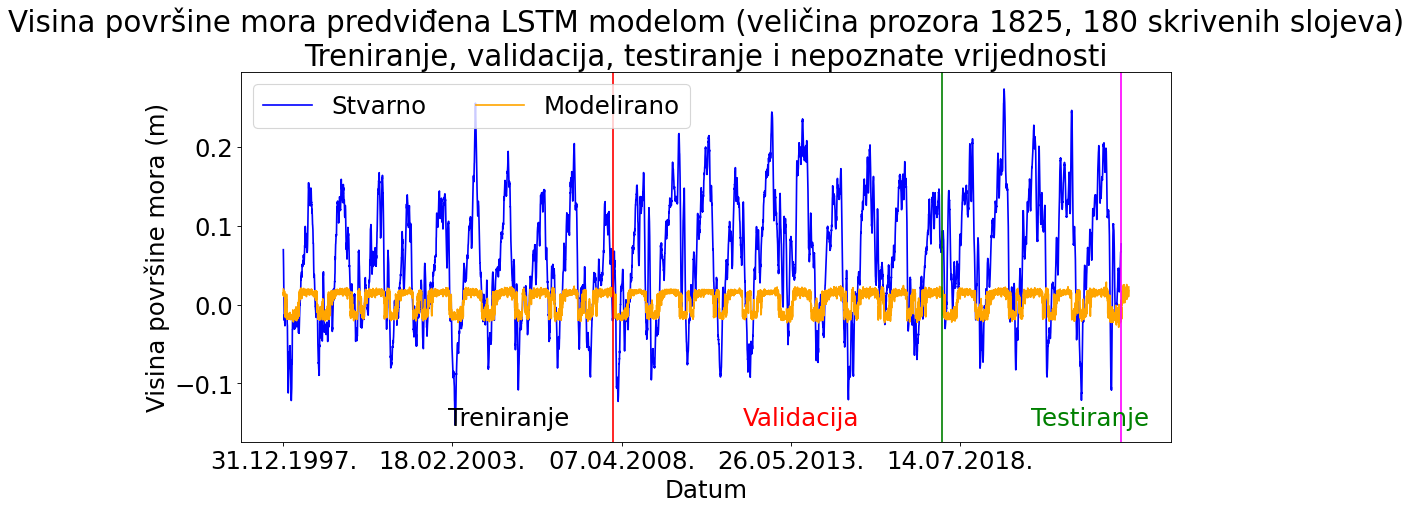 Visina površine mora predviđena LSTM modelom (veličina prozora 1825, 180 skrivenih slojeva)
Treniranje, validacija, testiranje i nepoznate vrijednosti
Stvarno Modelirano
Visina površine mora (m)
0.2
0.1
0.0
−0.1
Treniranje Validacija Testiranje
31.12.1997. 18.02.2003. 07.04.2008. 26.05.2013. 14.07.2018.
Datum